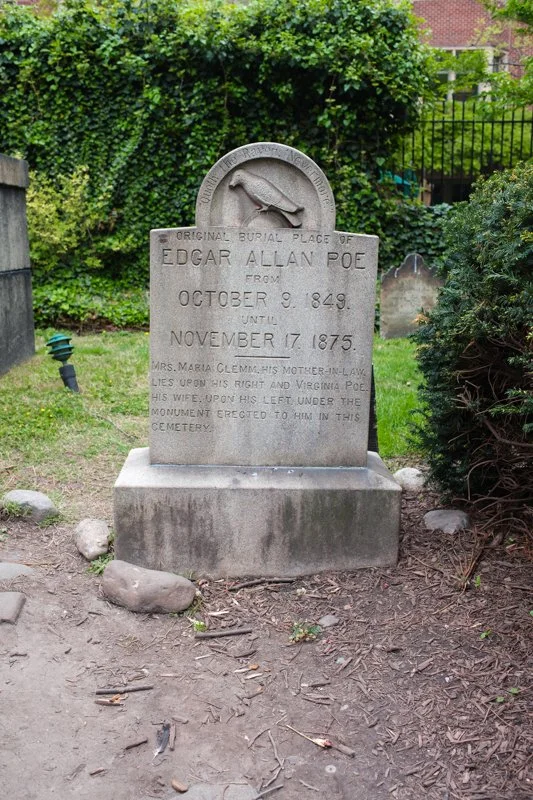 Quoth the Raven, Nevermore.
ORIGINAL BURIAL PLACE OF
EDGAR ALLAN POE
FROM
OCTOBER 9. 1849.
UNTIL
NOVEMBER 17. 1875.
MRS. MARIA CLEMM, HIS MOTHER-IN-LAW,
LIES UPON HIS RIGHT AND VIRGINIA POE,
HIS WIFE, UPON HIS LEFT UNDER THE
MONUMENT ERECTED TO HIM IN THIS
CEMETERY.